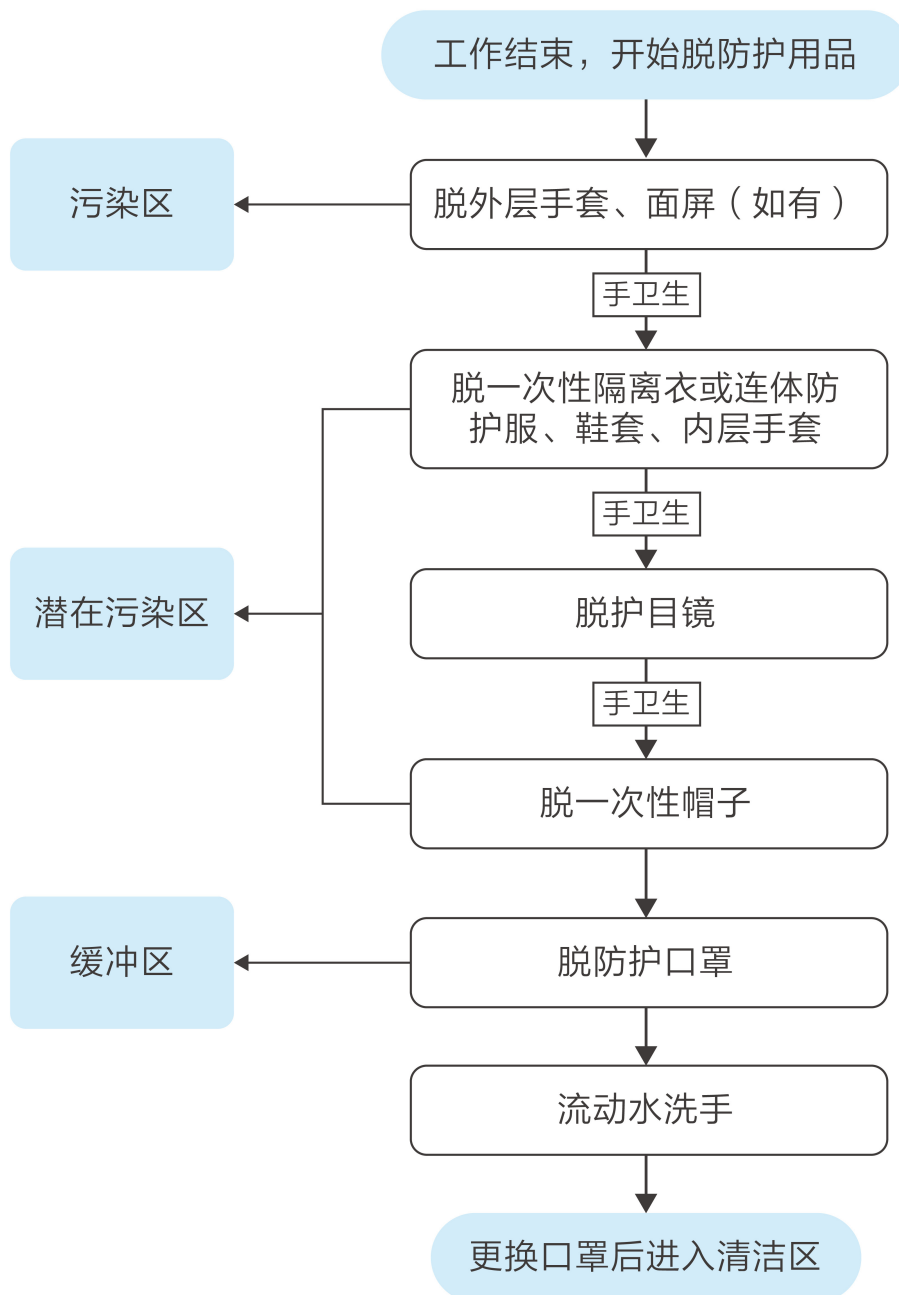 工作结束，开始脱防护用品
污染区
脱外层手套、面屏（如有）
手卫生
脱一次性隔离衣或连体防
护服、鞋套、内层手套
手卫生
潜在污染区
脱护目镜
手卫生
脱一次性帽子
缓冲区
脱防护口罩
流动水洗手
更换口罩后进入清洁区